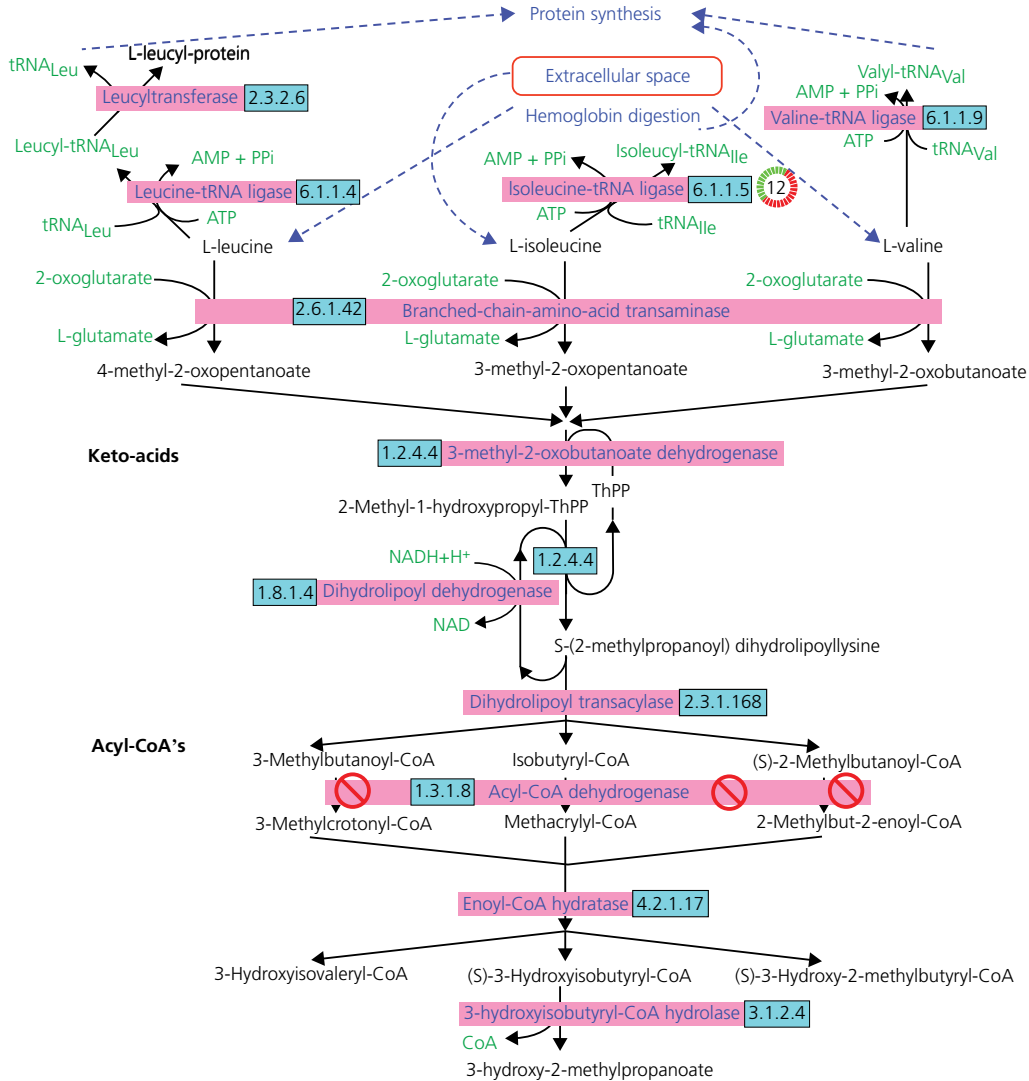 Protein synthesis
L-leucyl-protein
tRNALeu
Extracellular space
Valyl-tRNAVal
Leucyltransferase 2.3.2.6
AMP + PPi
Hemoglobin digestion
Valine-tRNA ligase 6.1.1.9
Leucyl-tRNALeu
ATP
tRNAVal
AMP + PPi
AMP + PPi
Isoleucyl-tRNAIle
Leucine-tRNA ligase 6.1.1.4
Isoleucine-tRNA ligase 6.1.1.5
12
tRNALeu
ATP
ATP
tRNAIle
L-leucine
L-isoleucine
L-valine
2-oxoglutarate
2-oxoglutarate
2-oxoglutarate
2.6.1.42 Branched-chain-amino-acid transaminase
L-glutamate
L-glutamate
L-glutamate
4-methyl-2-oxopentanoate
3-methyl-2-oxopentanoate
3-methyl-2-oxobutanoate
Keto-acids
1.2.4.4 3-methyl-2-oxobutanoate dehydrogenase
ThPP
2-Methyl-1-hydroxypropyl-ThPP
NADH+H+
1.2.4.4
1.8.1.4 Dihydrolipoyl dehydrogenase
NAD
S-(2-methylpropanoyl) dihydrolipoyllysine
Dihydrolipoyl transacylase 2.3.1.168
Acyl-CoA's
3-Methylbutanoyl-CoA
Isobutyryl-CoA
(S)-2-Methylbutanoyl-CoA
1.3.1.8 Acyl-CoA dehydrogenase
3-Methylcrotonyl-CoA
Methacrylyl-CoA
2-Methylbut-2-enoyl-CoA
Enoyl-CoA hydratase 4.2.1.17
3-Hydroxyisovaleryl-CoA
(S)-3-Hydroxyisobutyryl-CoA
(S)-3-Hydroxy-2-methylbutyryl-CoA
3-hydroxyisobutyryl-CoA hydrolase 3.1.2.4
CoA
3-hydroxy-2-methylpropanoate